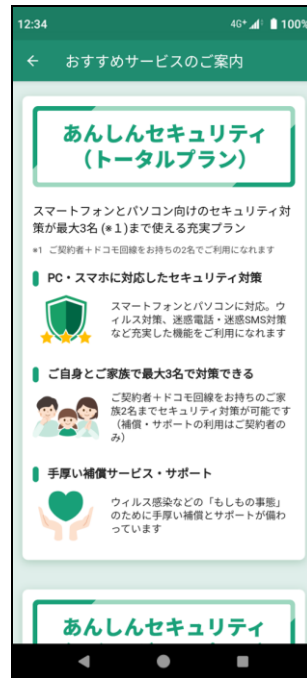 12:34
4G+ 100%
← おすすめサービスのご案内
あんしんセキュリティ
（トータルプラン）
スマートフォンとパソコン向けのセキュリティ対
策が最大3名 (※１)まで使える充実プラン
※1 ご契約者＋ドコモ回線をお持ちの2名でご利用になれます
PC・スマホに対応したセキュリティ対策
スマートフォンとパソコンに対応。ウ
ィルス対策、迷惑電話・迷惑SMS対策
など充実した機能をご利用になれます
ご自身とご家族で最大3名で対策できる
ご契約者＋ドコモ回線をお持ちのご家
族2名までセキュリティ対策が可能です
（補償・サポートの利用はご契約者の
み）
手厚い補償サービス・サポート
ウィルス感染などの「もしもの事態」
のために手厚い補償とサポートが備わ
っています
あんしんセキュリティ